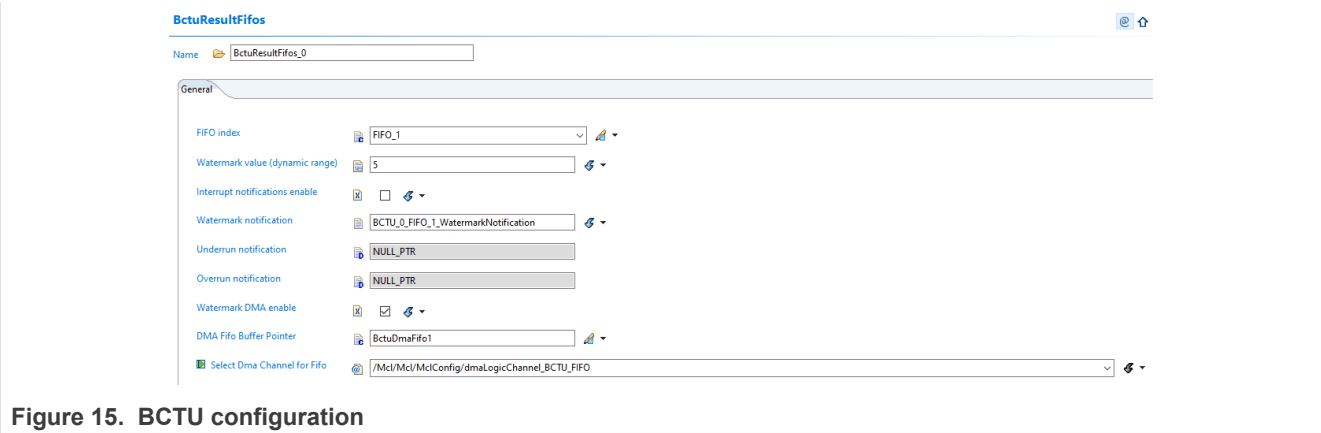 BctuResultFifos
Name BctuResultFifos_0
General
FIFO index FIFO_1
Watermark value (dynamic range) 5
Interrupt notifications enable
Watermark notification BCTU_0_FIFO_1_WatermarkNotification
Underrun notification NULL_PTR
Overrun notification NULL_PTR
Watermark DMA enable
DMA Fifo Buffer Pointer BctuDmaFifo1
Select Dma Channel for Fifo /Mcl/Mcl/MclConfig/dmaLogicChannel_BCTU_FIFO
Figure 15. BCTU configuration